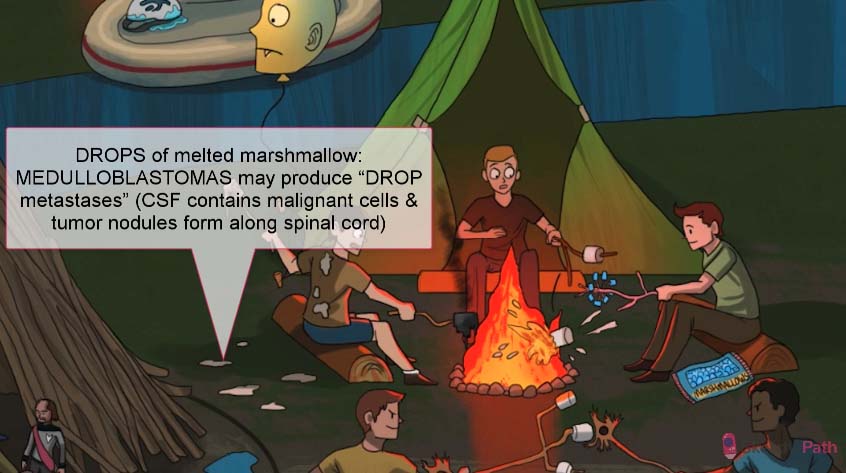 DROPS of melted marshmallow:
MEDULLOBLASTOMAS may produce “DROP
metastases” (CSF contains malignant cells &
tumor nodules form along spinal cord)
MARSHMALLOWS
Path